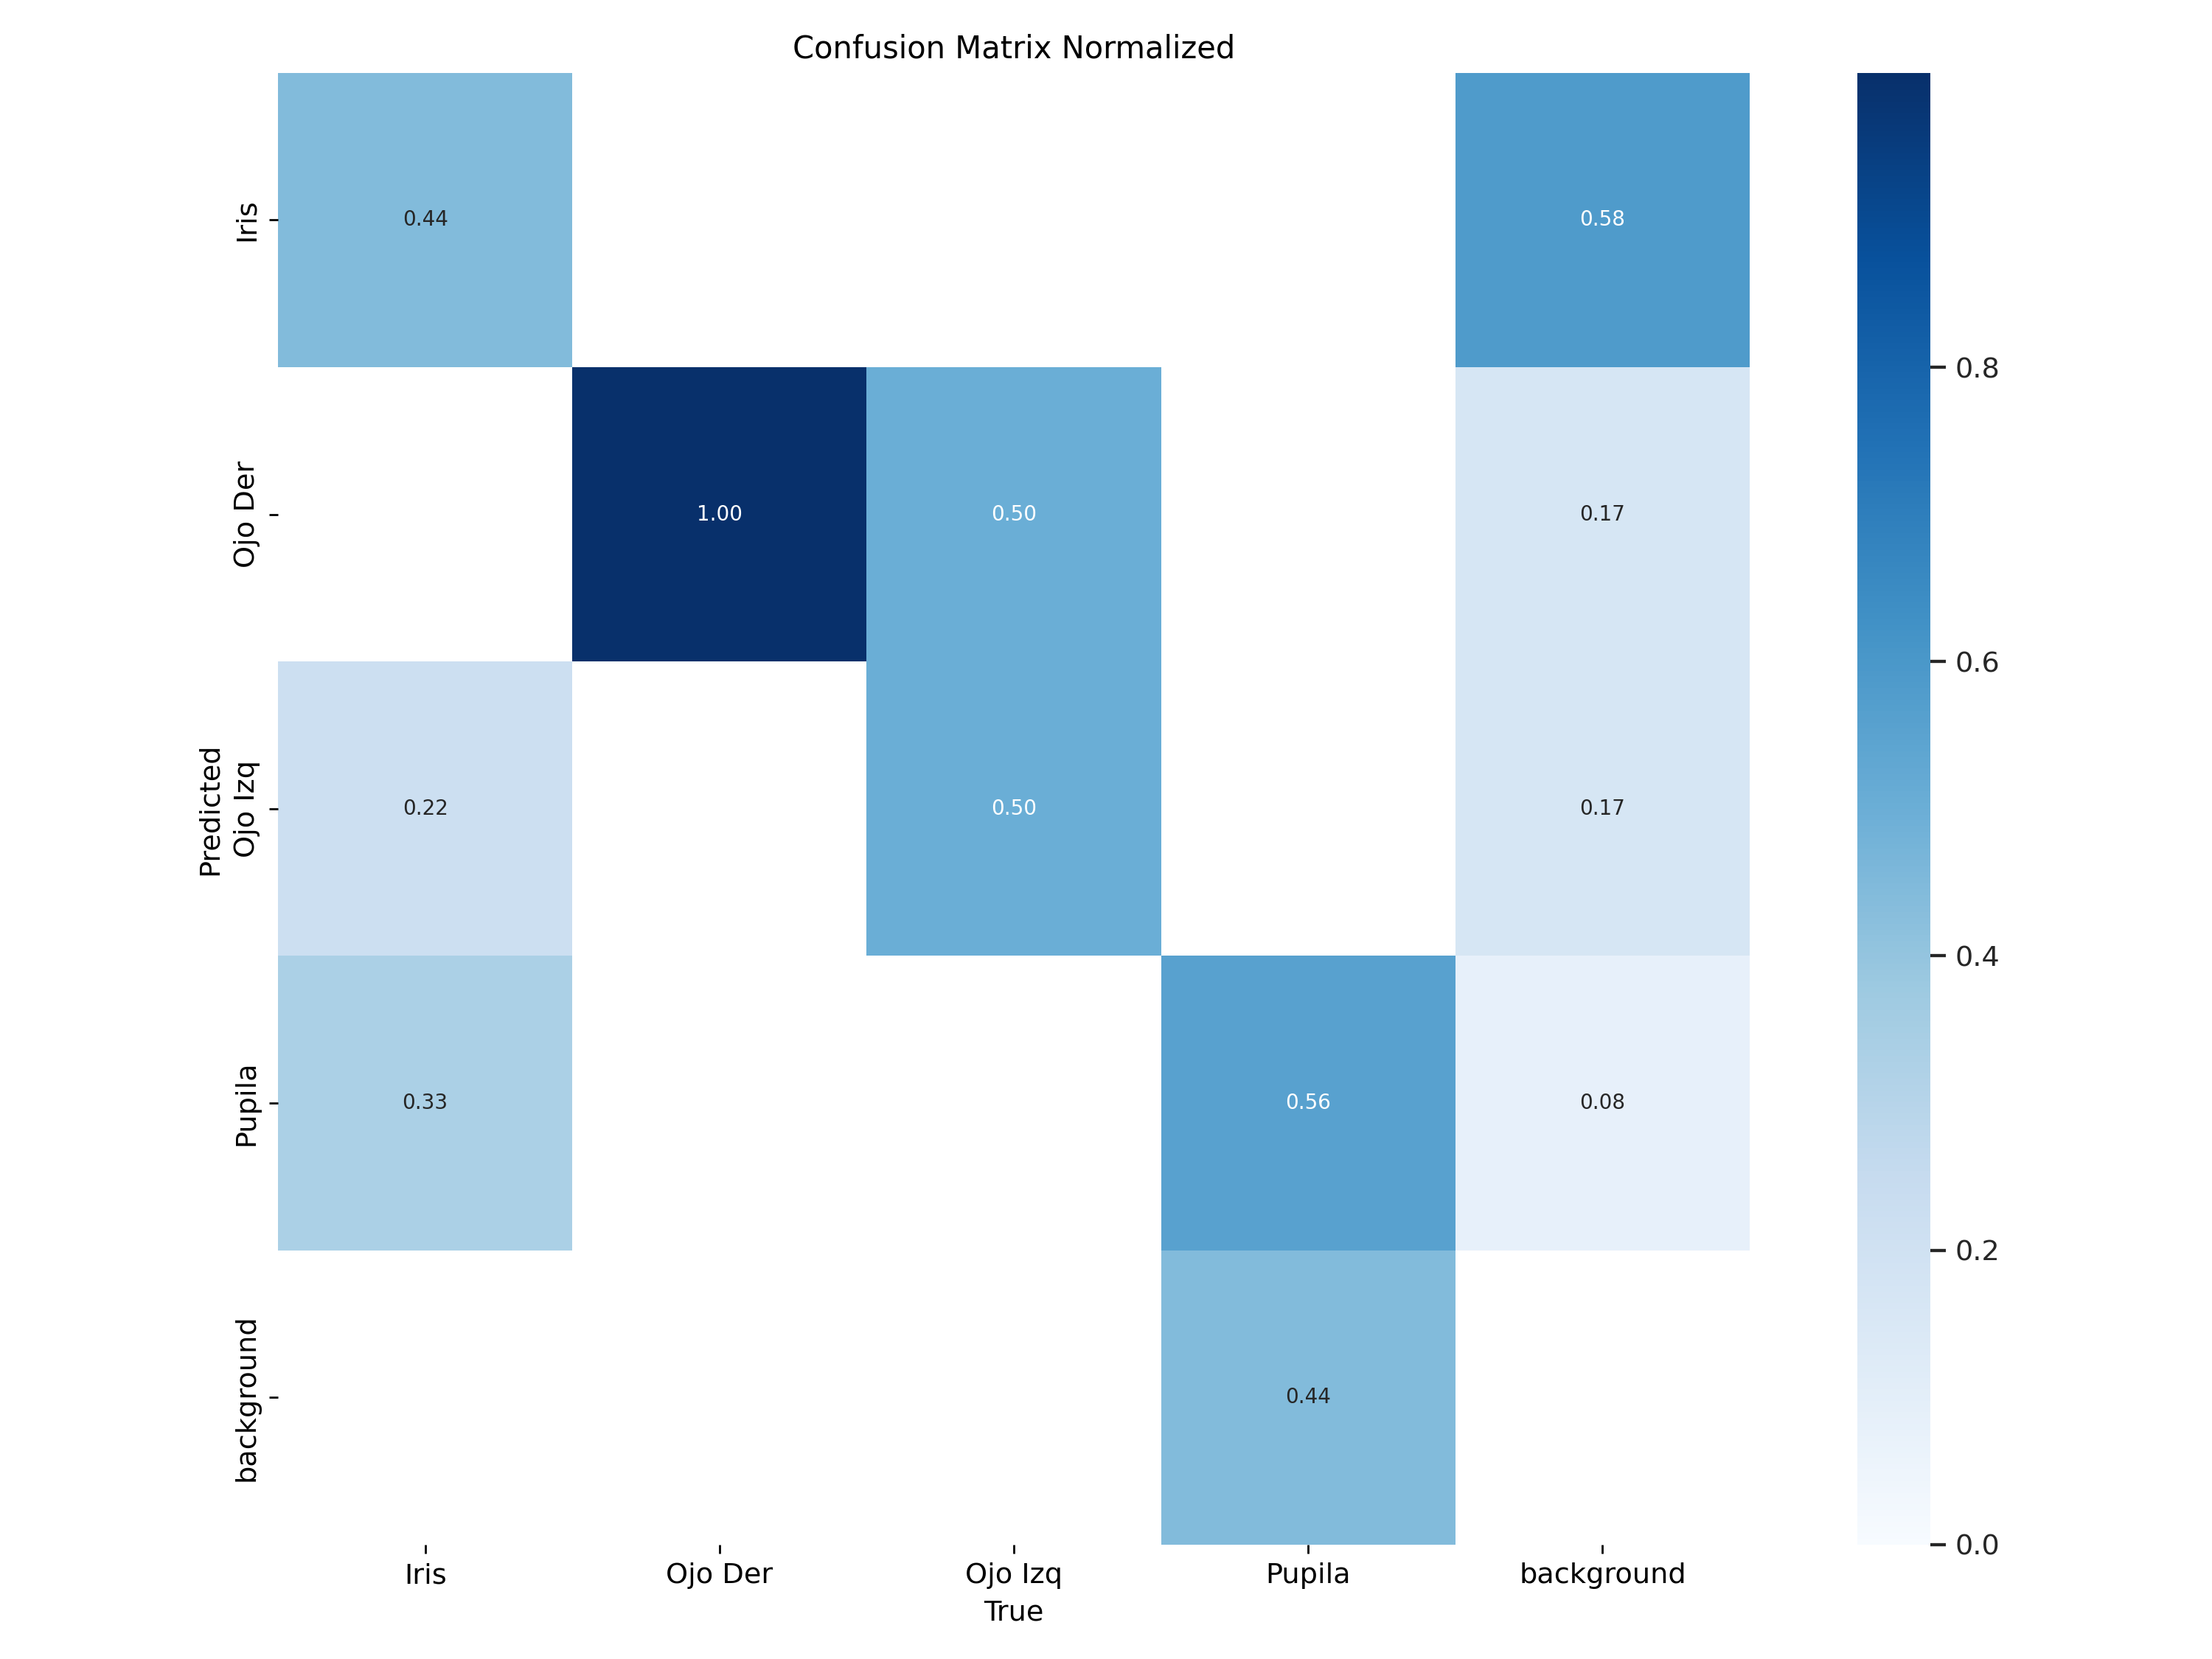 Confusion Matrix Normalized
Iris
0.44
0.58
0.8
Ojo Der
1.00
0.50
0.17
0.6
Predicted
Ojo Izq
0.22
0.50
0.17
0.4
Pupila
0.33
0.56
0.08
0.2
background
0.44
0.0
Iris
Ojo Der
Ojo Izq
Pupila
background
True